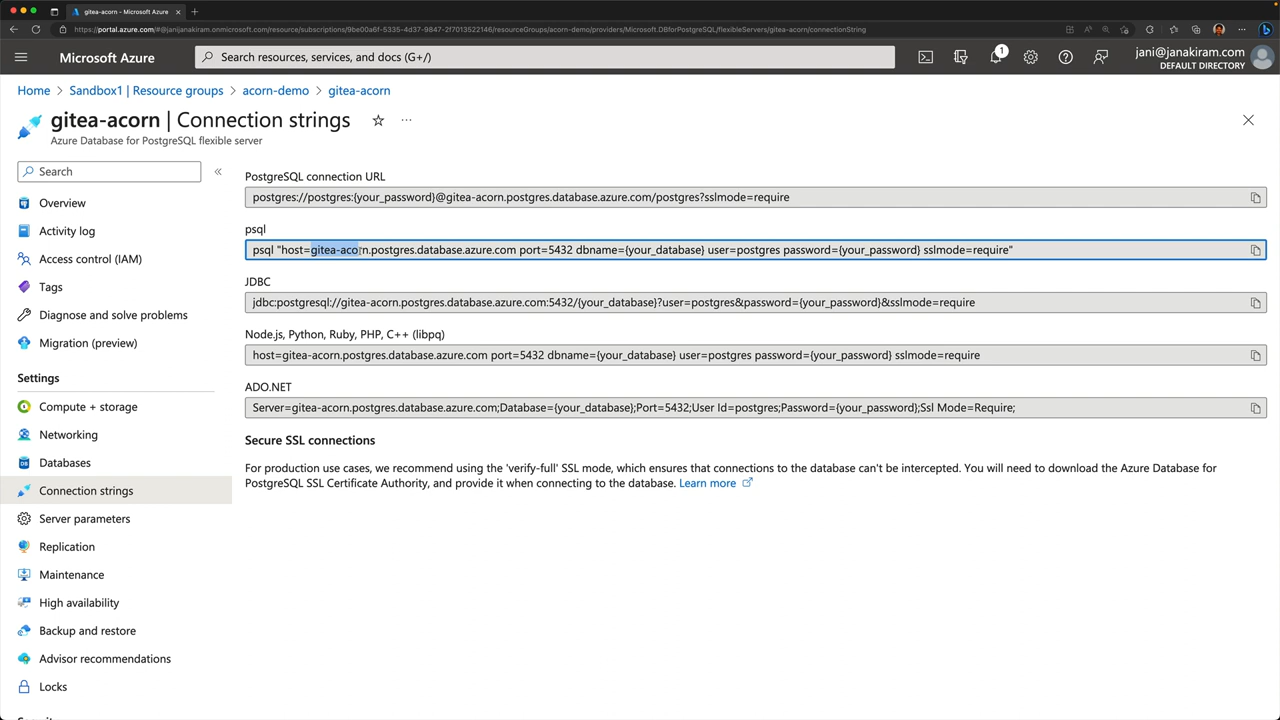 gitea-acorn - Microsoft Azure
https://portal.azure.com/#@janijanakiram.onmicrosoft.com/resource/subscriptions/9be00a6f-5335-4d37-9847-2f7013522146/resourceGroups/acorn-demo/providers/Microsoft.DBforPostgreSQL/flexibleServers/gitea-acorn/connectionString
Microsoft Azure
Search resources, services, and docs (G+/)
1
jani@janakiram.com
DEFAULT DIRECTORY
Home > Sandbox1 | Resource groups > acorn-demo > gitea-acorn
gitea-acorn | Connection strings
Azure Database for PostgreSQL flexible server
Search
Overview
Activity log
Access control (IAM)
Tags
Diagnose and solve problems
Migration (preview)
Settings
Compute + storage
Networking
Databases
Connection strings
Server parameters
Replication
Maintenance
High availability
Backup and restore
Advisor recommendations
Locks
PostgreSQL connection URL
postgres://postgres:{your_password}@gitea-acorn.postgres.database.azure.com/postgres?sslmode=require
psql
psql "host=gitea-acorn.postgres.database.azure.com port=5432 dbname={your_database} user=postgres password={your_password} sslmode=require"
JDBC
jdbc:postgresql://gitea-acorn.postgres.database.azure.com:5432/{your_database}?user=postgres&password={your_password}&sslmode=require
Node.js, Python, Ruby, PHP, C++ (libpq)
host=gitea-acorn.postgres.database.azure.com port=5432 dbname={your_database} user=postgres password={your_password} sslmode=require
ADO.NET
Server=gitea-acorn.postgres.database.azure.com;Database={your_database};Port=5432;User Id=postgres;Password={your_password};Ssl Mode=Require;
Secure SSL connections
For production use cases, we recommend using the 'verify-full' SSL mode, which ensures that connections to the database can't be intercepted. You will need to download the Azure Database for
PostgreSQL SSL Certificate Authority, and provide it when connecting to the database. Learn more